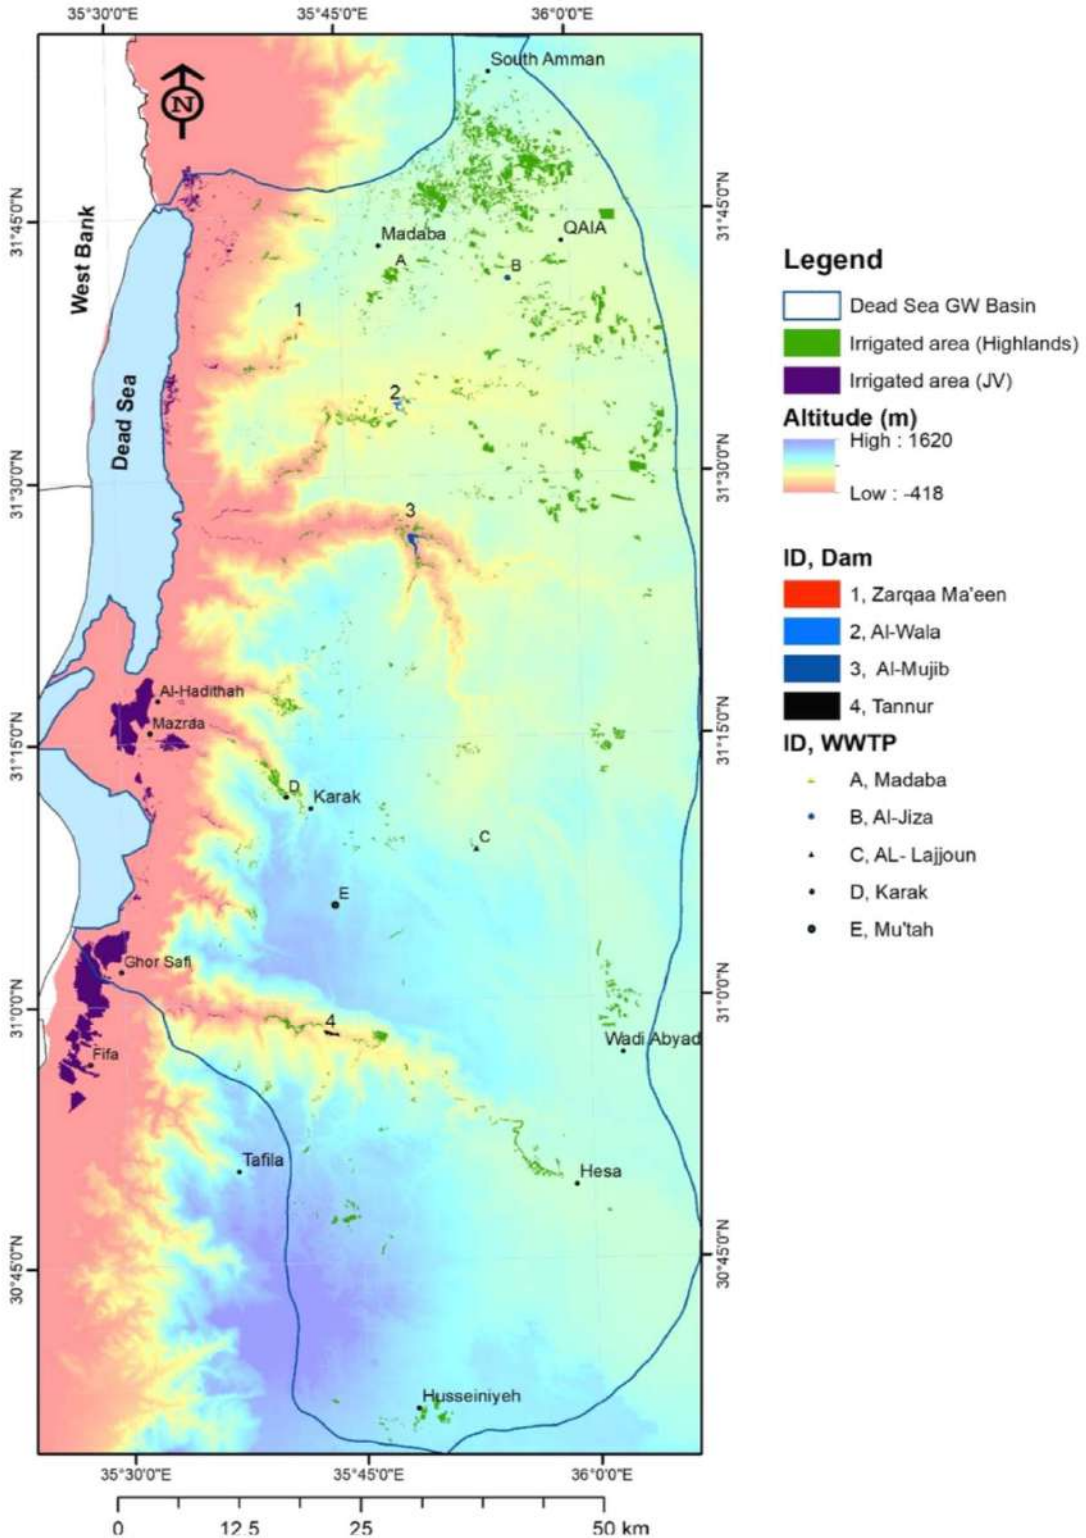 35°30'0"E 35°45'0"E 36°0'0"E
N
South Amman
31°45'0"N
31°45'0"N
West Bank
Madaba
QAIA
A
B
1
Dead Sea
2
31°30'0"N
31°30'0"N
3
Al-Hadithah
Mazraa
31°15'0"N
31°15'0"N
D
Karak
C
E
Ghor Safi
31°0'0"N
31°0'0"N
4
Wadi Abyad
Fifa
Tafila
Hesa
30°45'0"N
30°45'0"N
Husseiniyeh
35°30'0"E 35°45'0"E 36°0'0"E
0 12.5 25 50 km
Legend
Dead Sea GW Basin
Irrigated area (Highlands)
Irrigated area (JV)
Altitude (m)
High : 1620
Low : -418
ID, Dam
1, Zarqaa Ma'een
2, Al-Wala
3, Al-Mujib
4, Tannur
ID, WWTP
A, Madaba
B, Al-Jiza
C, AL- Lajjoun
D, Karak
E, Mu'tah